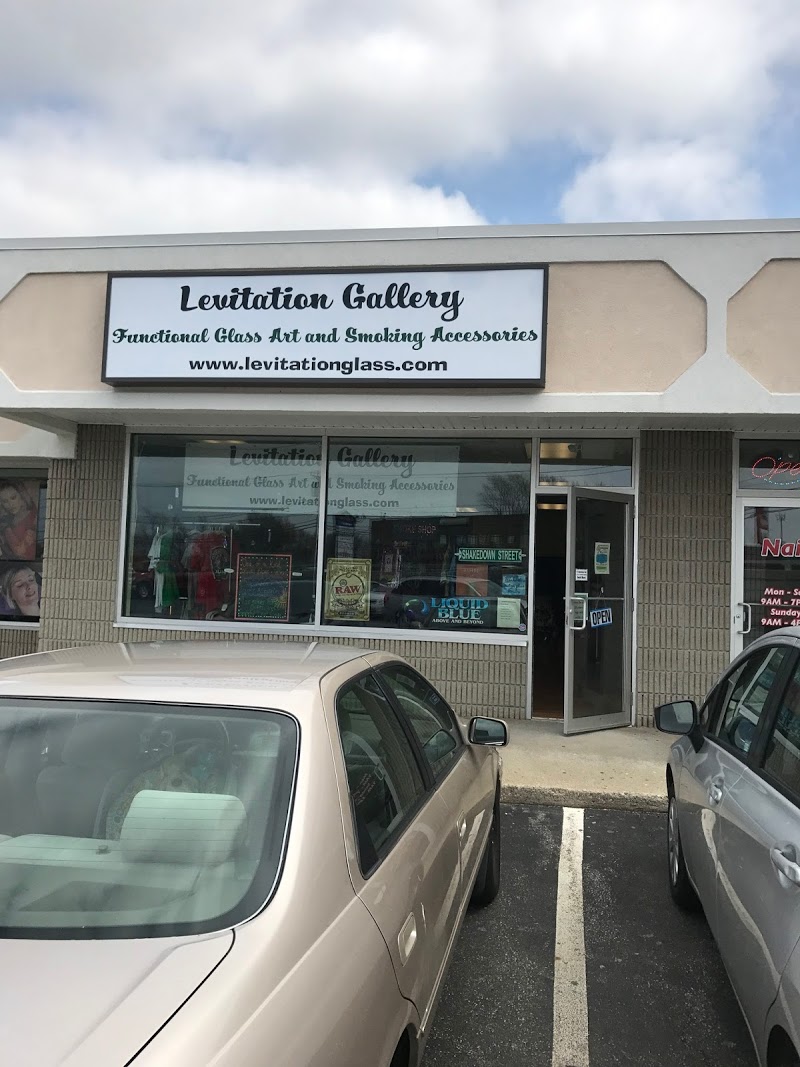 Levitation Gallery
Functional Glass Art and Smoking Accessories
www.levitationglass.com
Levitation Gallery
Functional Glass Art and Smoking Accessories
www.levitationglass.com
SHAKEDOWN STREET
RAW
LIQUID
BLUE
ABOVE AND BEYOND
OPEN
Ope
Nai
Mon - Sa
9AM - 7P
Sunday
9AM - 4P